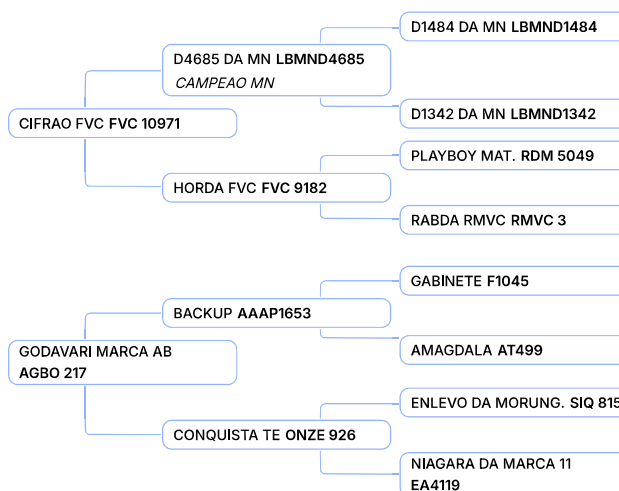 D1484 DA MN LBMND1484
D4685 DA MN LBMND4685
CAMPEAO MN
D1342 DA MN LBMND1342
CIFRAO FVC FVC 10971
PLAYBOY MAT. RDM 5049
HORDA FVC FVC 9182
RABDA RMVC RMVC 3
GABINETE F1045
BACKUP AAAP1653
GODAVARI MARCA AB
AGBO 217
AMAGDALA AT499
ENLEVO DA MORUNG. SIQ 815
CONQUISTA TE ONZE 926
NIAGARA DA MARCA 11
EA4119